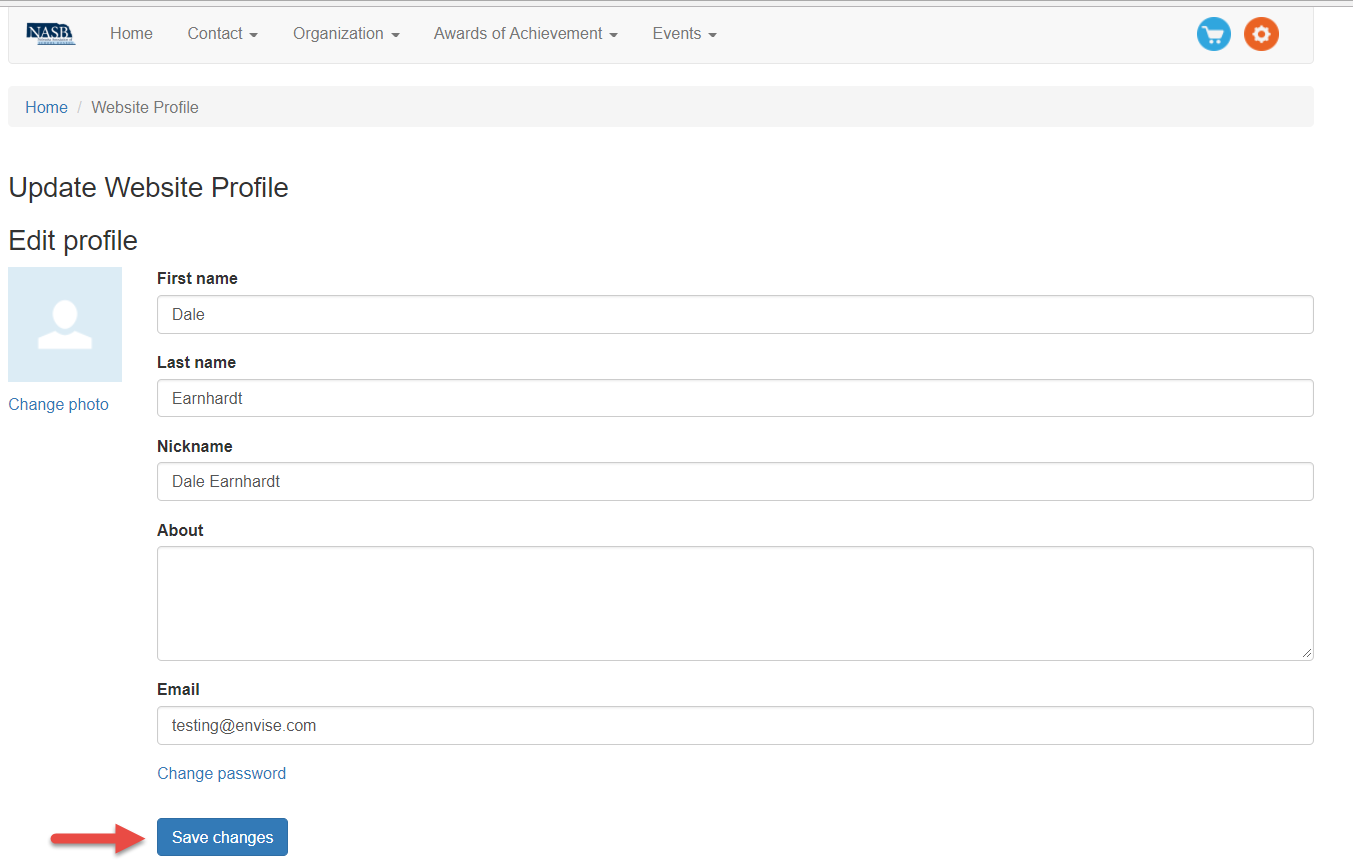 NASB
Home
Contact
Organization
Awards of Achievement
Events
Home / Website Profile
Update Website Profile
Edit profile
Change photo
First name
Dale
Last name
Earnhardt
Nickname
Dale Earnhardt
About
Email
testing@envise.com
Change password
Save changes